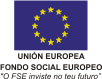 UNIÓN EUROPEA
FONDO SOCIAL EUROPEO
"O FSE inviste no teu futuro"